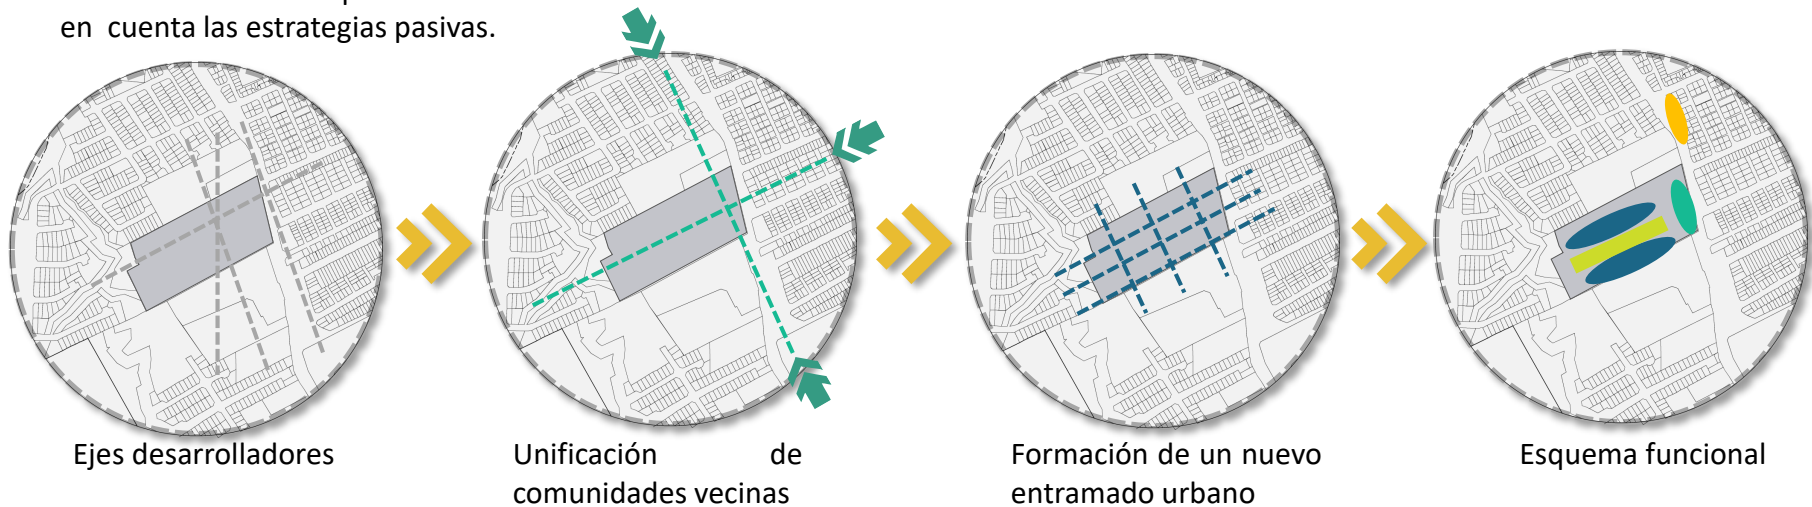 en cuenta las estrategias pasivas.
Ejes desarrolladores
Unificación de
comunidades vecinas
Formación de un nuevo
entramado urbano
Esquema funcional